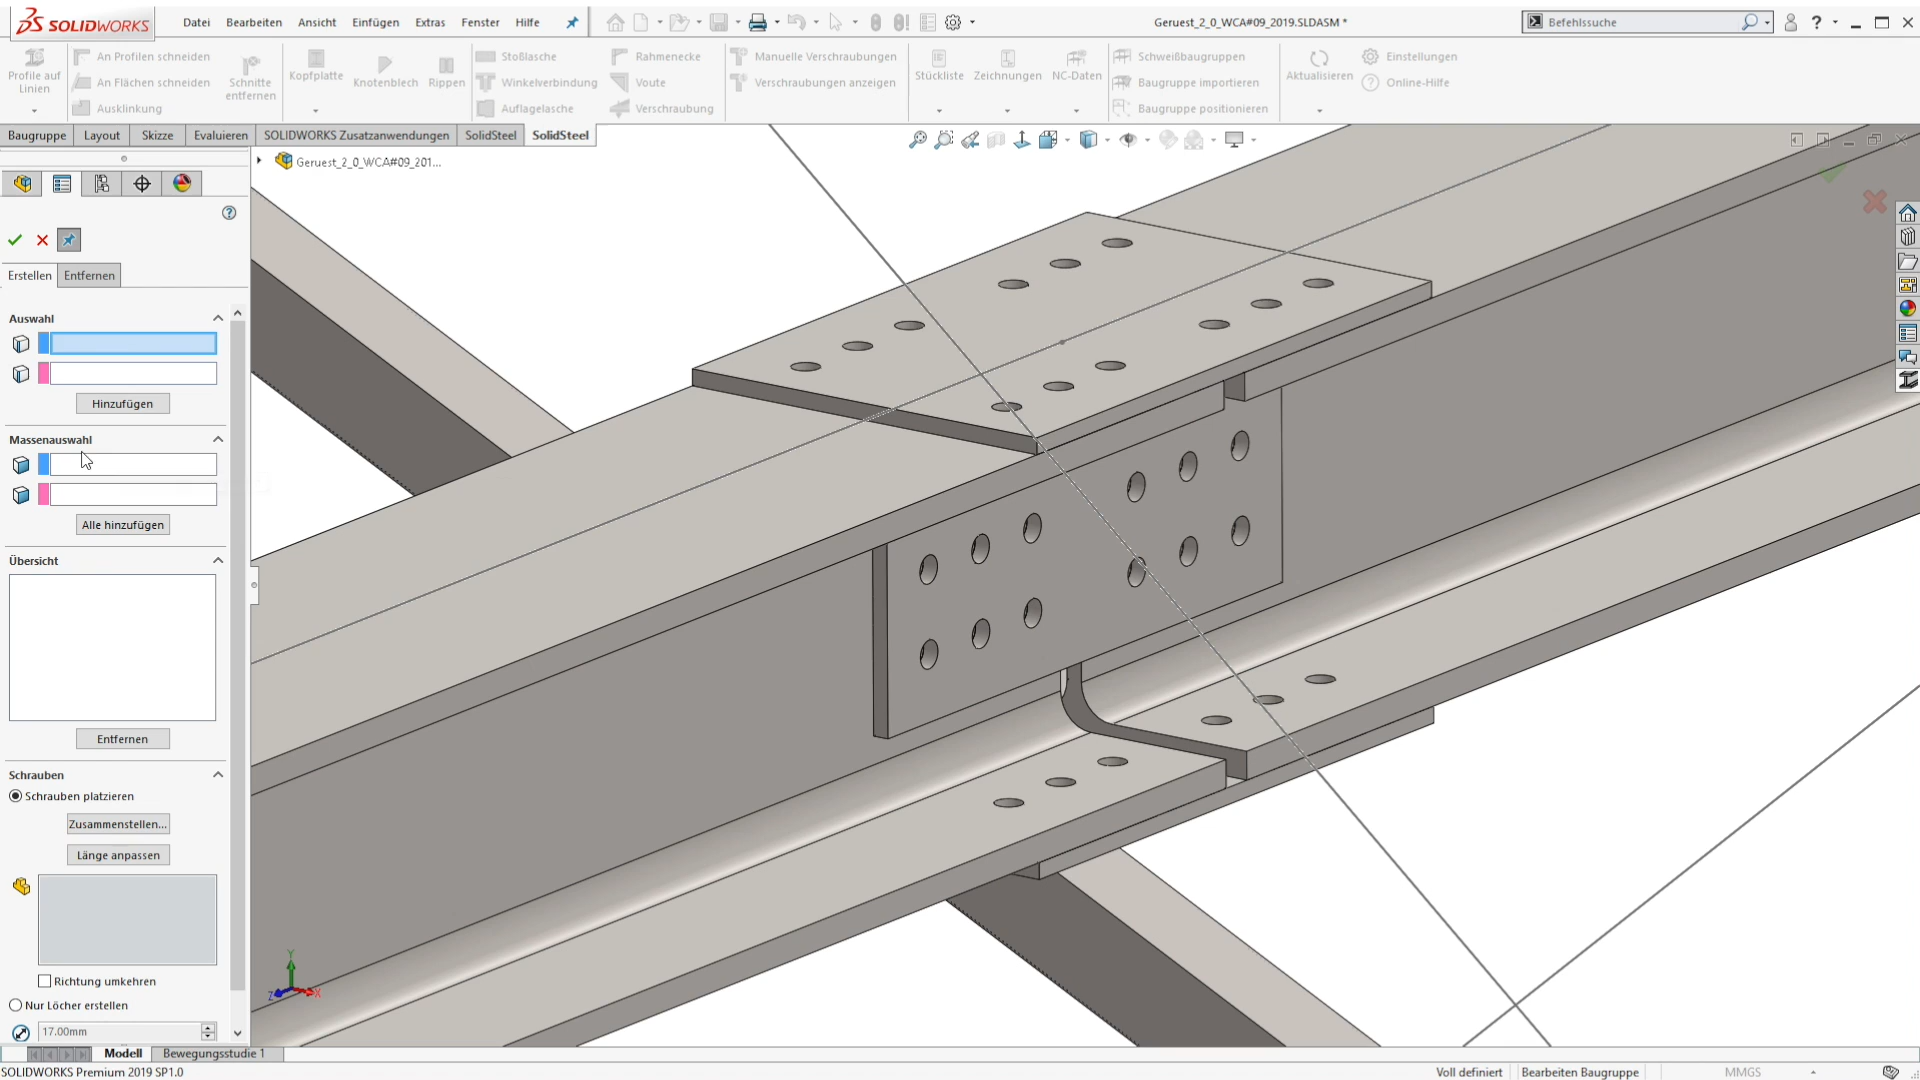 SOLIDWORKS Datei Bearbeiten Ansicht Einfügen Extras Fenster Hilfe Geruest_2_0_WCA#09_2019.SLDASM * Befehlssuche
Profile auf Linien
An Profilen schneiden
An Flächen schneiden
Ausklinkung
Schnitte entfernen
Kopfplatte
Knotenblech
Rippen
Stoßlasche
Winkelverbindung
Auflagelasche
Rahmenecke
Voute
Verschraubung
Manuelle Verschraubungen
Verschraubungen anzeigen
Stückliste
Zeichnungen
NC-Daten
Schweißbaugruppen
Baugruppe importieren
Baugruppe positionieren
Aktualisieren
Einstellungen
Online-Hilfe
Baugruppe Layout Skizze Evaluieren SOLIDWORKS Zusatzanwendungen SolidSteel SolidSteel
Geruest_2_0_WCA#09_201...
Erstellen Entfernen
Auswahl
Hinzufügen
Massenauswahl
Alle hinzufügen
Übersicht
Entfernen
Schrauben
Schrauben platzieren
Zusammenstellen...
Länge anpassen
Richtung umkehren
Nur Löcher erstellen
17.00mm
Y
Z X
Modell Bewegungsstudie 1
SOLIDWORKS Premium 2019 SP1.0 Voll definiert Bearbeiten Baugruppe MMGS